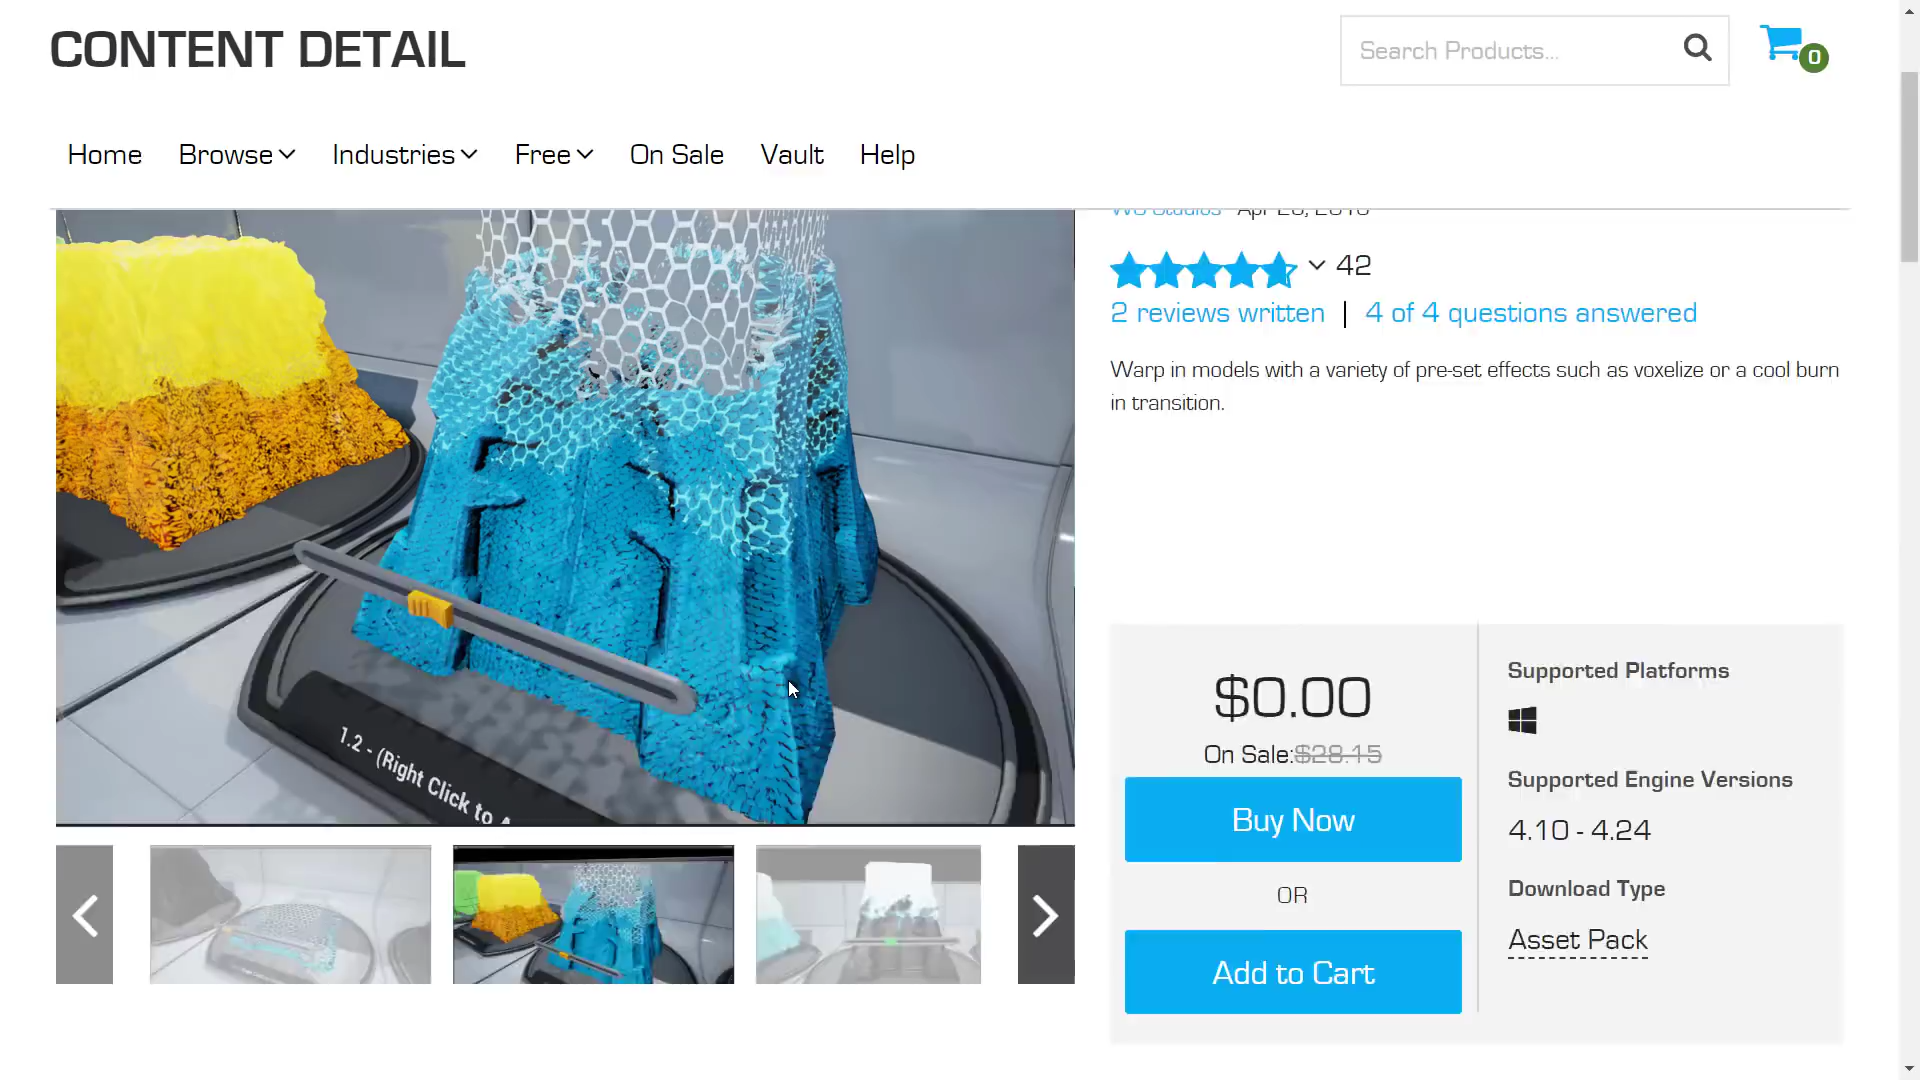 CONTENT DETAIL
Search Products...
0
Home Browse Industries Free On Sale Vault Help
42
2 reviews written | 4 of 4 questions answered
Warp in models with a variety of pre-set effects such as voxelize or a cool burn
in transition.
1.2 - (Right Click to
$0.00
On Sale:$28.15
Buy Now
OR
Add to Cart
Supported Platforms
Supported Engine Versions
4.10 - 4.24
Download Type
Asset Pack